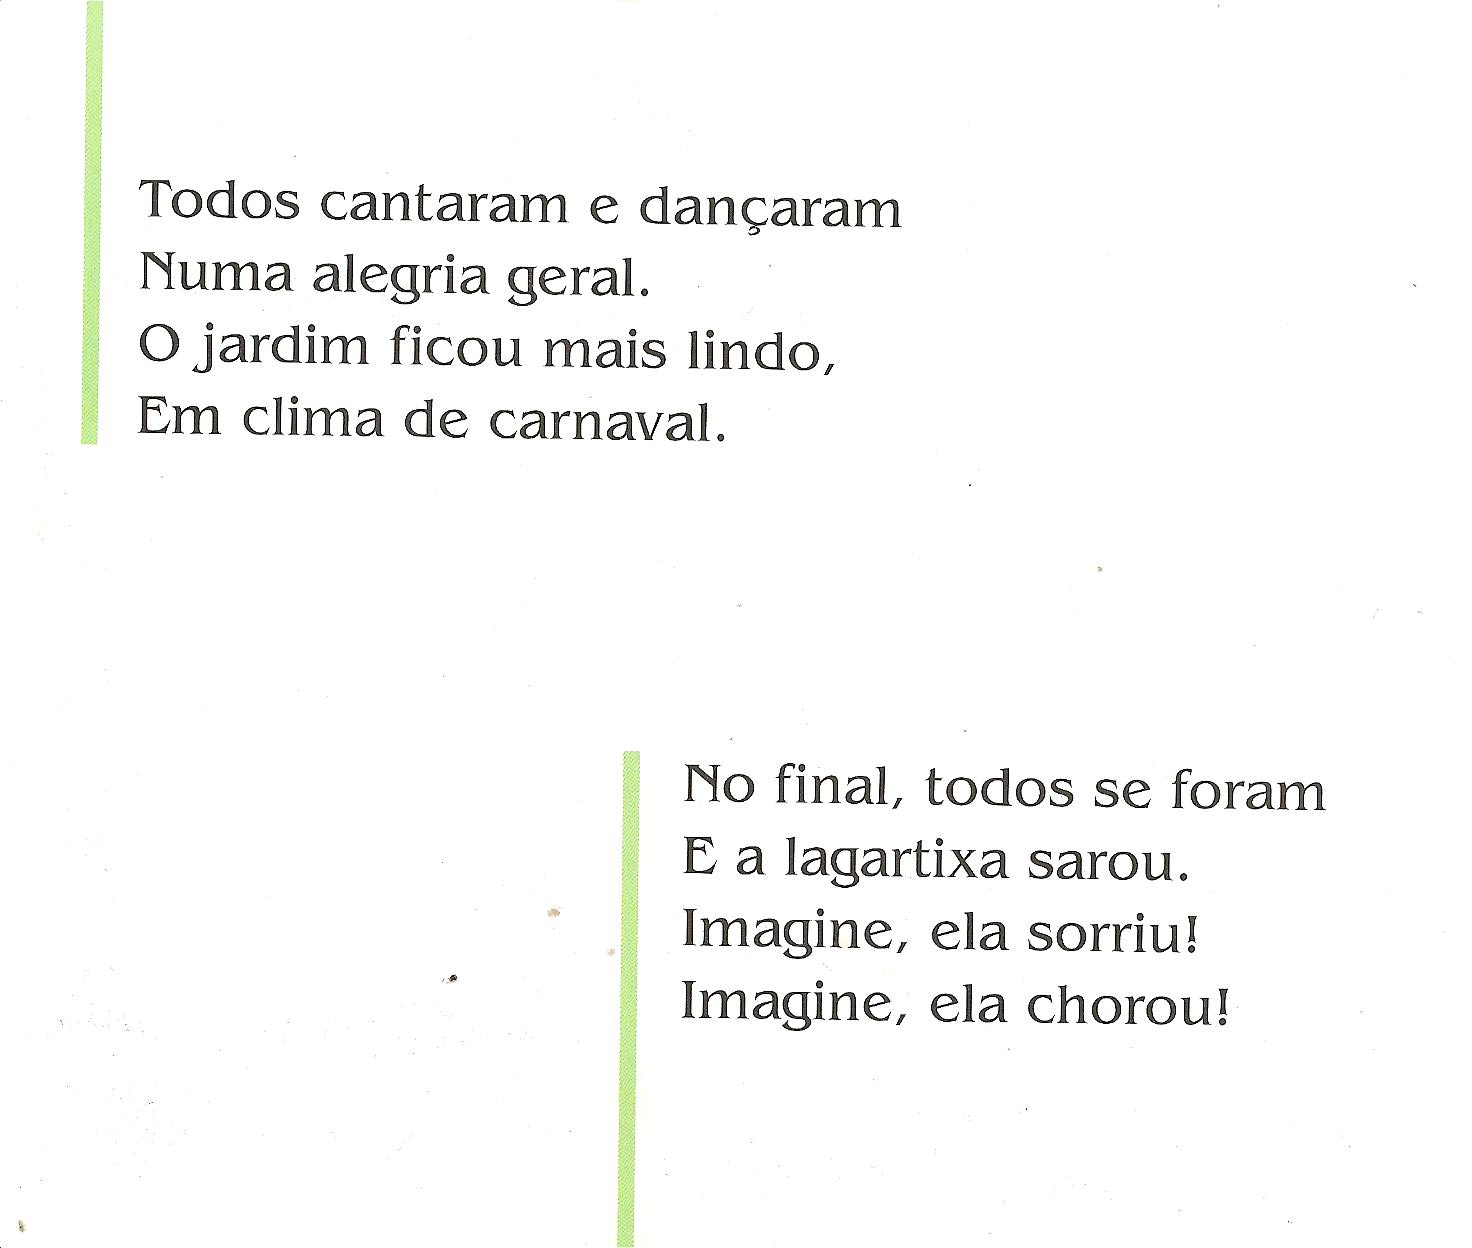 Todos cantaram e dançaram
Numa alegria geral.
O jardim ficou mais lindo,
Em clima de carnaval.
No final, todos se foram
E a lagartixa sarou.
Imagine, ela sorriu!
Imagine, ela chorou!